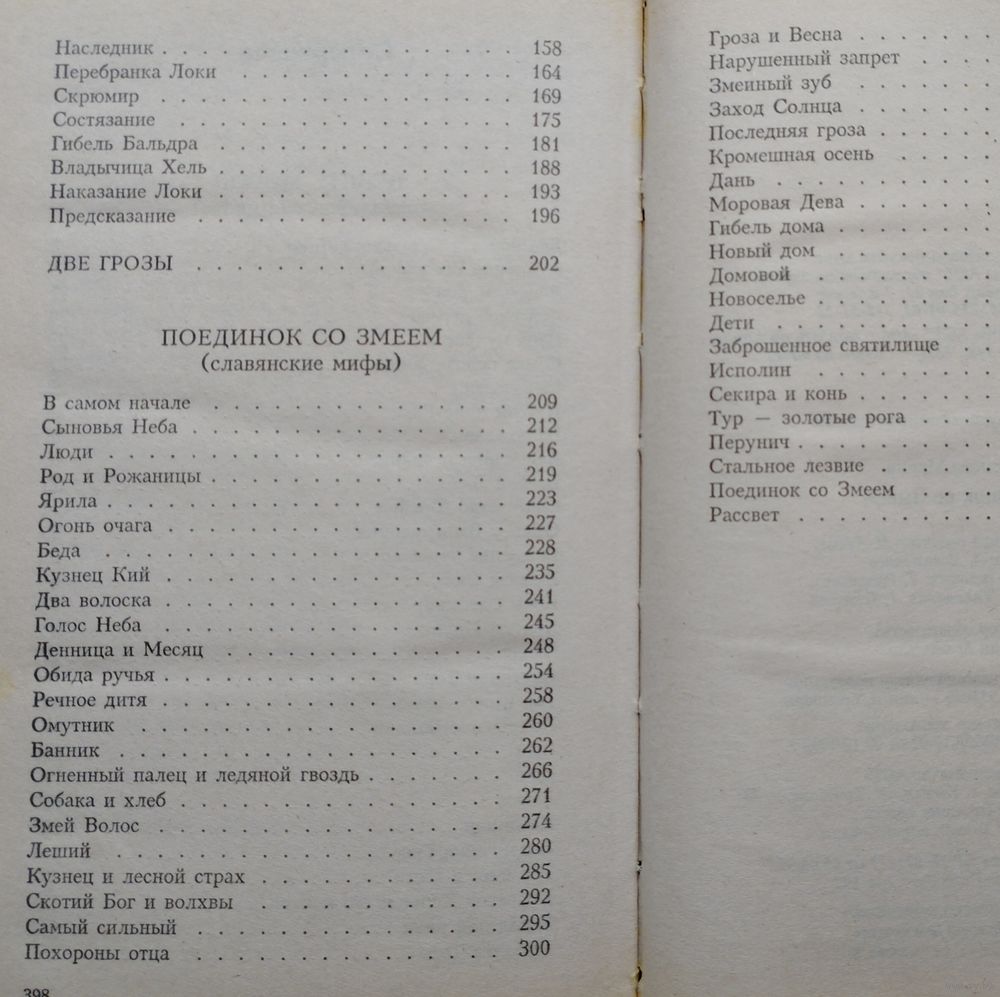 Наследник . . . . . . . . . . . . . . . . . 158
Перебранка Локи . . . . . . . . . . . . . . 164
Скрюмир . . . . . . . . . . . . . . . . . 169
Состязание . . . . . . . . . . . . . . . . 175
Гибель Бальдра . . . . . . . . . . . . . . 181
Владычица Хель . . . . . . . . . . . . . . 188
Наказание Локи . . . . . . . . . . . . . . 193
Предсказание . . . . . . . . . . . . . . . 196
ДВЕ ГРОЗЫ . . . . . . . . . . . . . . . 202
ПОЕДИНОК СО ЗМЕЕМ
(славянские мифы)
В самом начале . . . . . . . . . . . . . . 209
Сыновья Неба . . . . . . . . . . . . . . . 212
Люди . . . . . . . . . . . . . . . . . . 216
Род и Рожаницы . . . . . . . . . . . . . . 219
Ярила . . . . . . . . . . . . . . . . . . 223
Огонь очага . . . . . . . . . . . . . . . 227
Беда . . . . . . . . . . . . . . . . . . 228
Кузнец Кий . . . . . . . . . . . . . . . 235
Два волоска . . . . . . . . . . . . . . . 241
Голос Неба . . . . . . . . . . . . . . . 245
Денница и Месяц . . . . . . . . . . . . . 248
Обида ручья . . . . . . . . . . . . . . . 254
Речное дитя . . . . . . . . . . . . . . . 258
Омутник . . . . . . . . . . . . . . . . 260
Банник . . . . . . . . . . . . . . . . . 262
Огненный палец и ледяной гвоздь . . . . . . 266
Собака и хлеб . . . . . . . . . . . . . . 271
Змей Волос . . . . . . . . . . . . . . . 274
Леший . . . . . . . . . . . . . . . . . 280
Кузнец и лесной страх . . . . . . . . . . 285
Скотий Бог и волхвы . . . . . . . . . . . 292
Самый сильный . . . . . . . . . . . . . . 295
Похороны отца . . . . . . . . . . . . . . 300
398
Гроза и Весна . . . . . .
Нарушенный запрет . . . .
Змеиный зуб . . . . . .
Заход Солнца . . . . . .
Последняя гроза . . . . .
Кромешная осень . . . . .
Дань . . . . . . . . .
Моровая Дева . . . . . .
Гибель дома . . . . . . .
Новый дом . . . . . . .
Домовой . . . . . . . .
Новоселье . . . . . . .
Дети . . . . . . . . .
Заброшенное святилище . .
Исполин . . . . . . . .
Секира и конь . . . . . .
Тур — золотые рога . . . .
Перунич . . . . . . . .
Стальное лезвие . . . . .
Поединок со Змеем . . . .
Рассвет . . . . . . . .